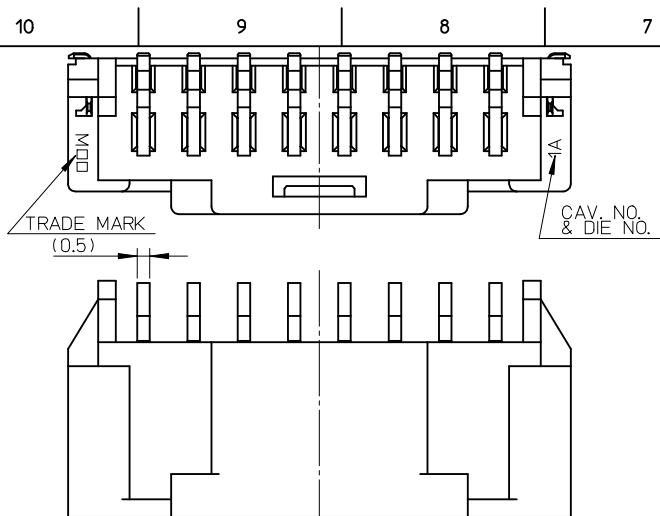 10 9 8 7
M□□
1A
TRADE MARK
(0.5)
CAV. NO.
& DIE NO.